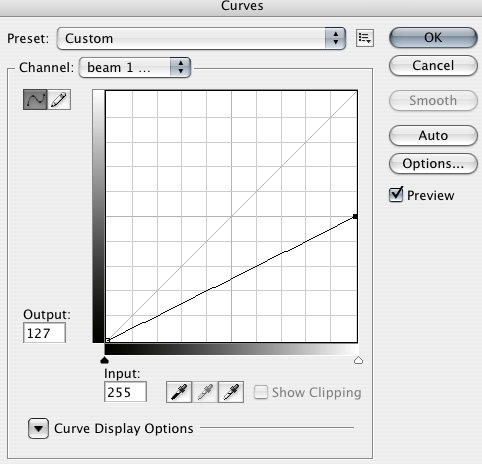 Curves
Preset: Custom
OK
Channel: beam 1 ...
Cancel
Smooth
Auto
Options...
Preview
Output:
127
Input:
255
Show Clipping
Curve Display Options